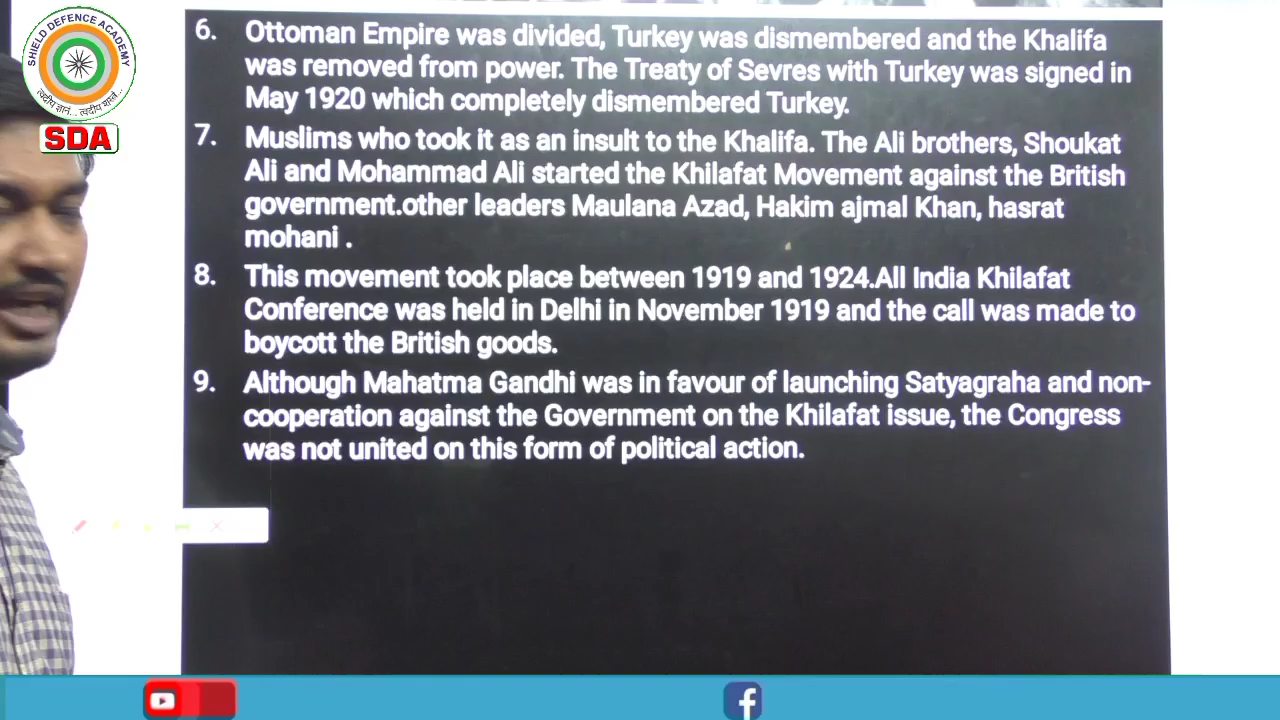 SHIELD DEFENCE ACADEMY
त्वदीय ज्ञानं... त्वदीय चास्ते...
SDA
6. Ottoman Empire was divided, Turkey was dismembered and the Khalifa
was removed from power. The Treaty of Sevres with Turkey was signed in
May 1920 which completely dismembered Turkey.
7. Muslims who took it as an insult to the Khalifa. The Ali brothers, Shoukat
Ali and Mohammad Ali started the Khilafat Movement against the British
government.other leaders Maulana Azad, Hakim ajmal Khan, hasrat
mohani .
8. This movement took place between 1919 and 1924.All India Khilafat
Conference was held in Delhi in November 1919 and the call was made to
boycott the British goods.
9. Although Mahatma Gandhi was in favour of launching Satyagraha and non-
cooperation against the Government on the Khilafat issue, the Congress
was not united on this form of political action.